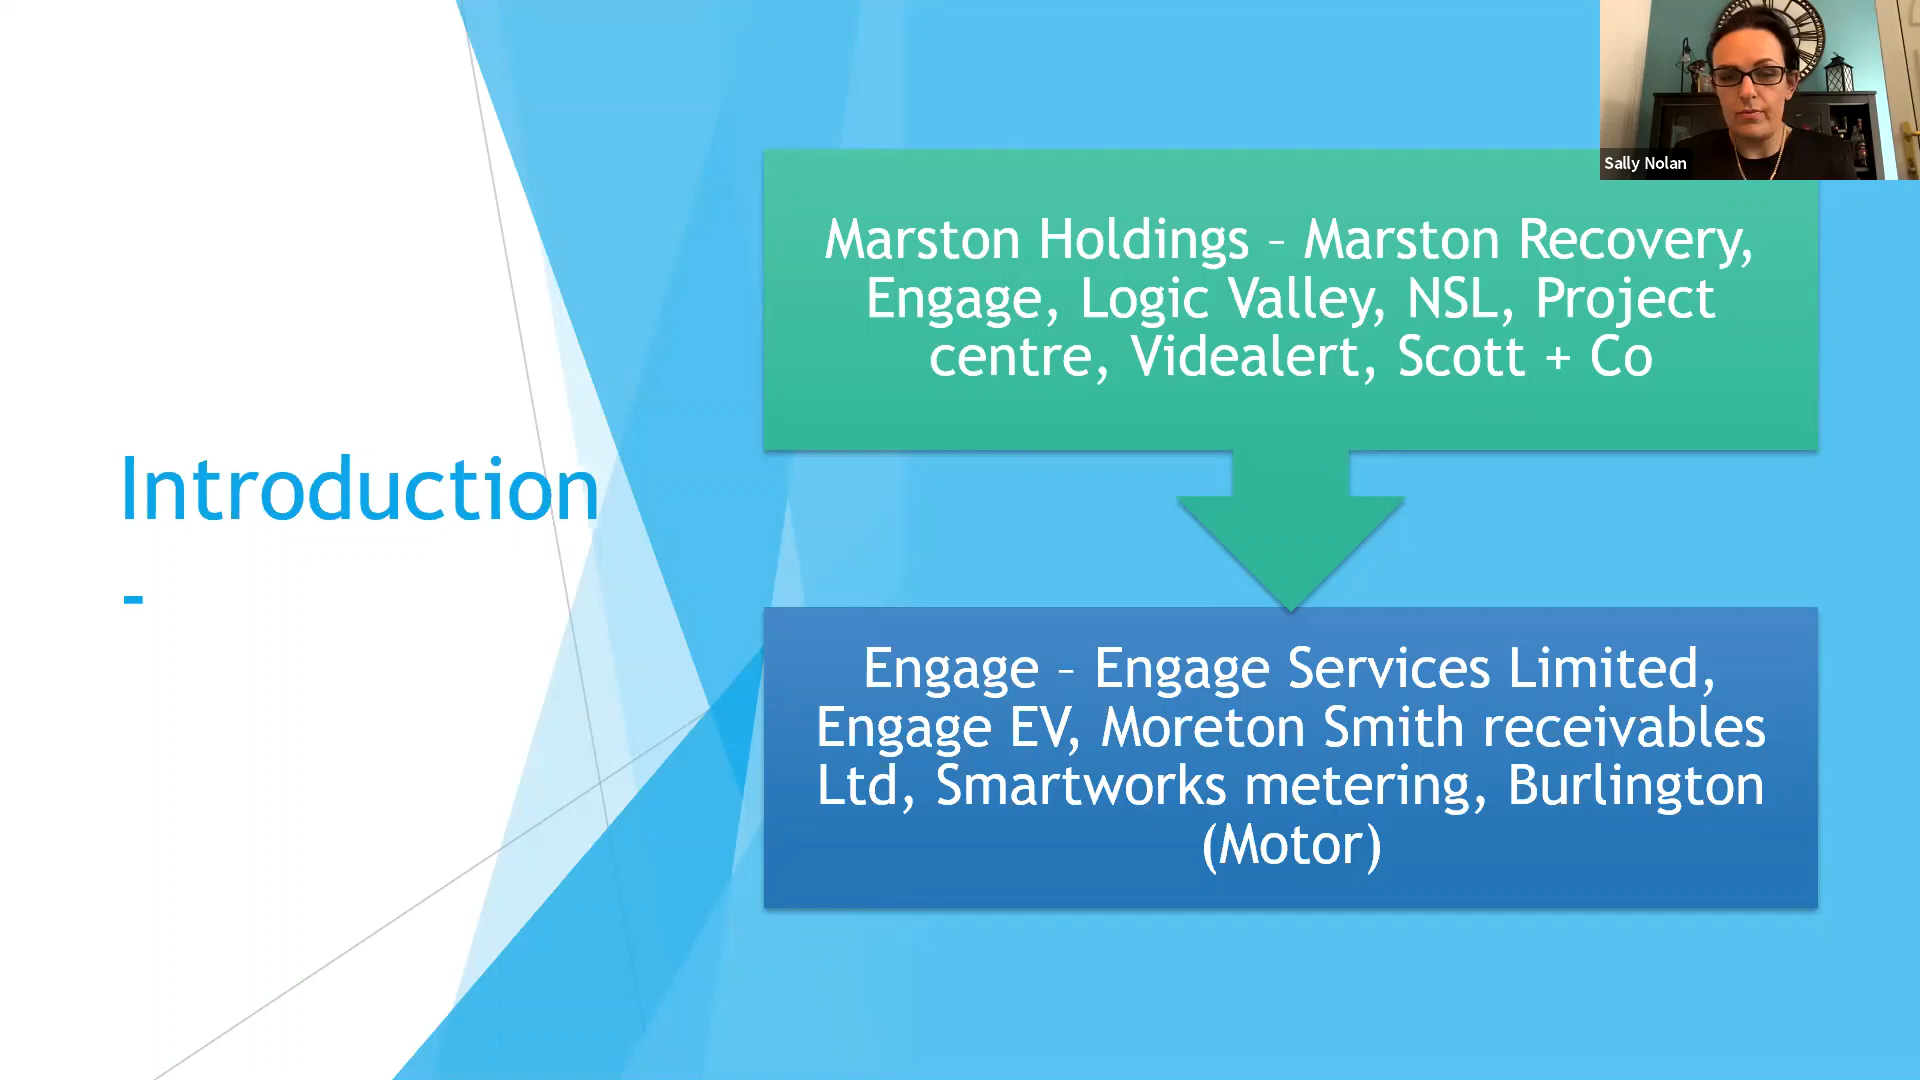 Sally Nolan
Marston Holdings – Marston Recovery,
Engage, Logic Valley, NSL, Project
centre, Videalert, Scott + Co
Introduction
-
Engage – Engage Services Limited,
Engage EV, Moreton Smith receivables
Ltd, Smartworks metering, Burlington
(Motor)